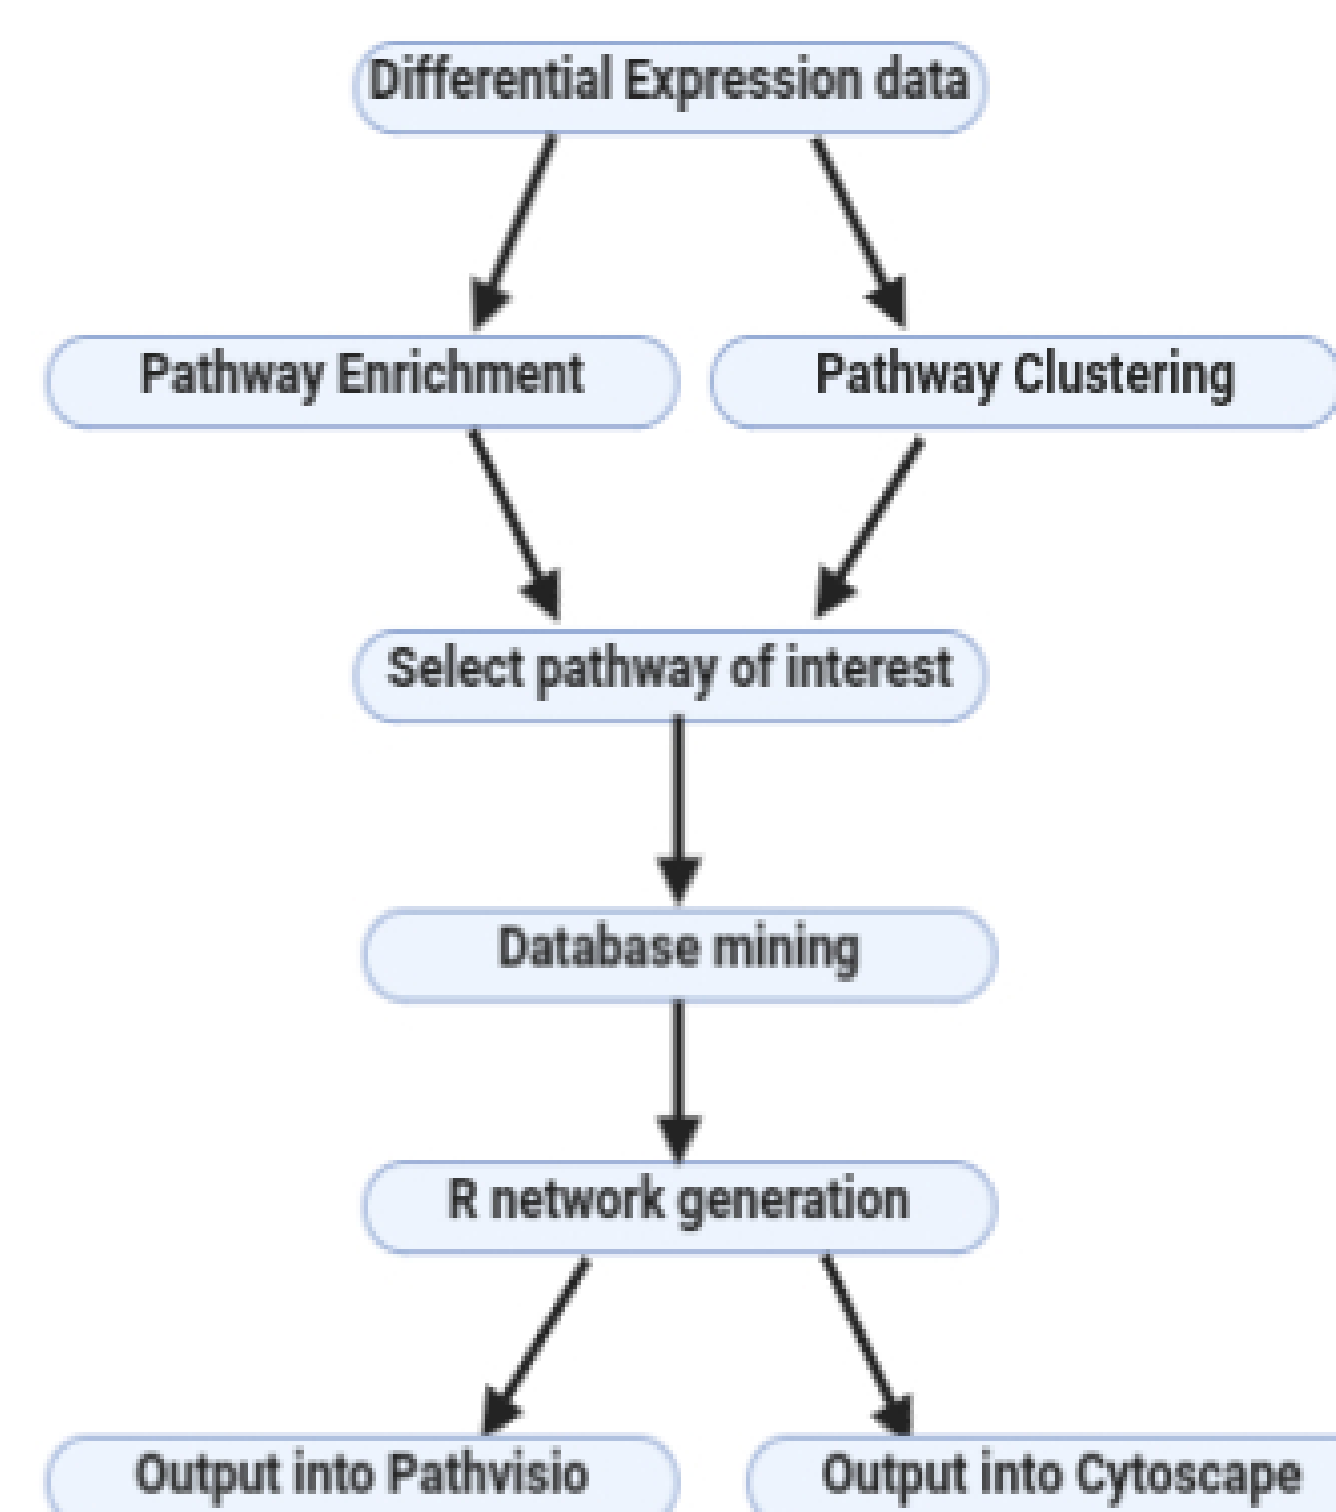 Differential Expression data
Pathway Enrichment
Pathway Clustering
Select pathway of interest
Database mining
R network generation
Output into Pathvisio
Output into Cytoscape